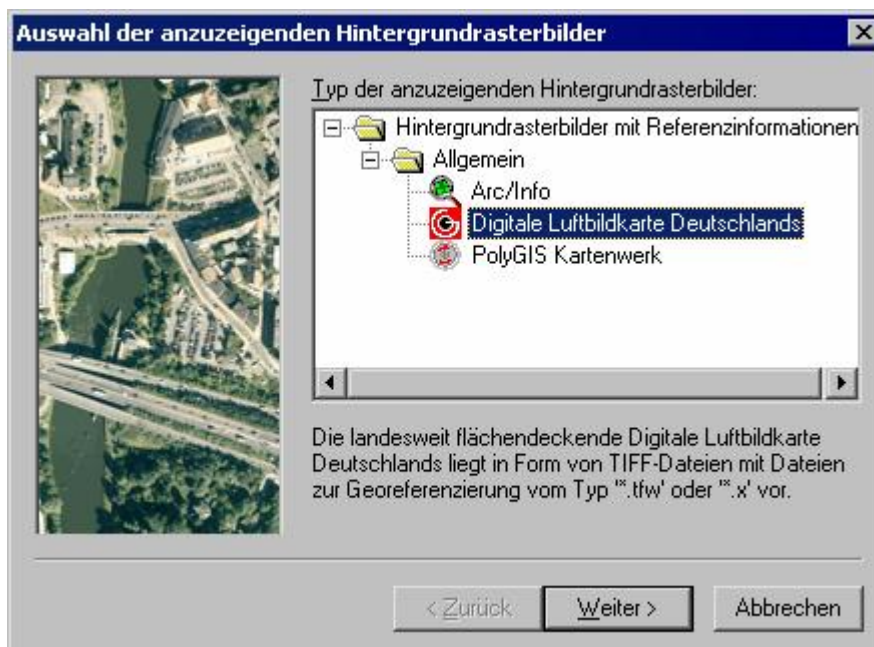 Auswahl der anzuzeigenden Hintergrundrasterbilder
Typ der anzuzeigenden Hintergrundrasterbilder:
Hintergrundrasterbilder mit Referenzinformationen
Allgemein
Arc/Info
Digitale Luftbildkarte Deutschlands
PolyGIS Kartenwerk
Die landesweit flächendeckende Digitale Luftbildkarte
Deutschlands liegt in Form von TIFF-Dateien mit Dateien
zur Georeferenzierung vom Typ '*.tfw' oder '*.x' vor.
< Zurück
Weiter >
Abbrechen